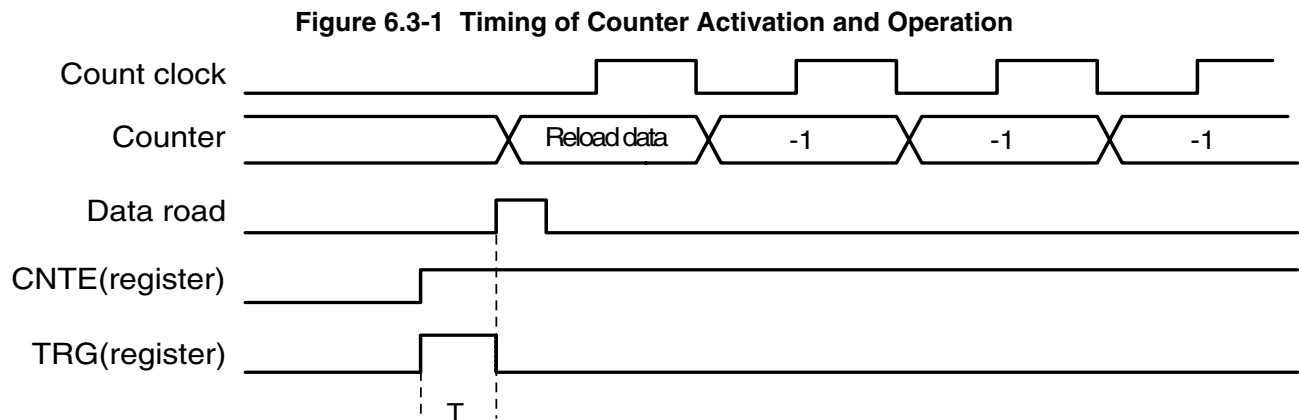 Figure 6.3-1 Timing of Counter Activation and Operation
Count clock
Counter
Reload data
-1
-1
-1
Data road
CNTE(register)
TRG(register)
T